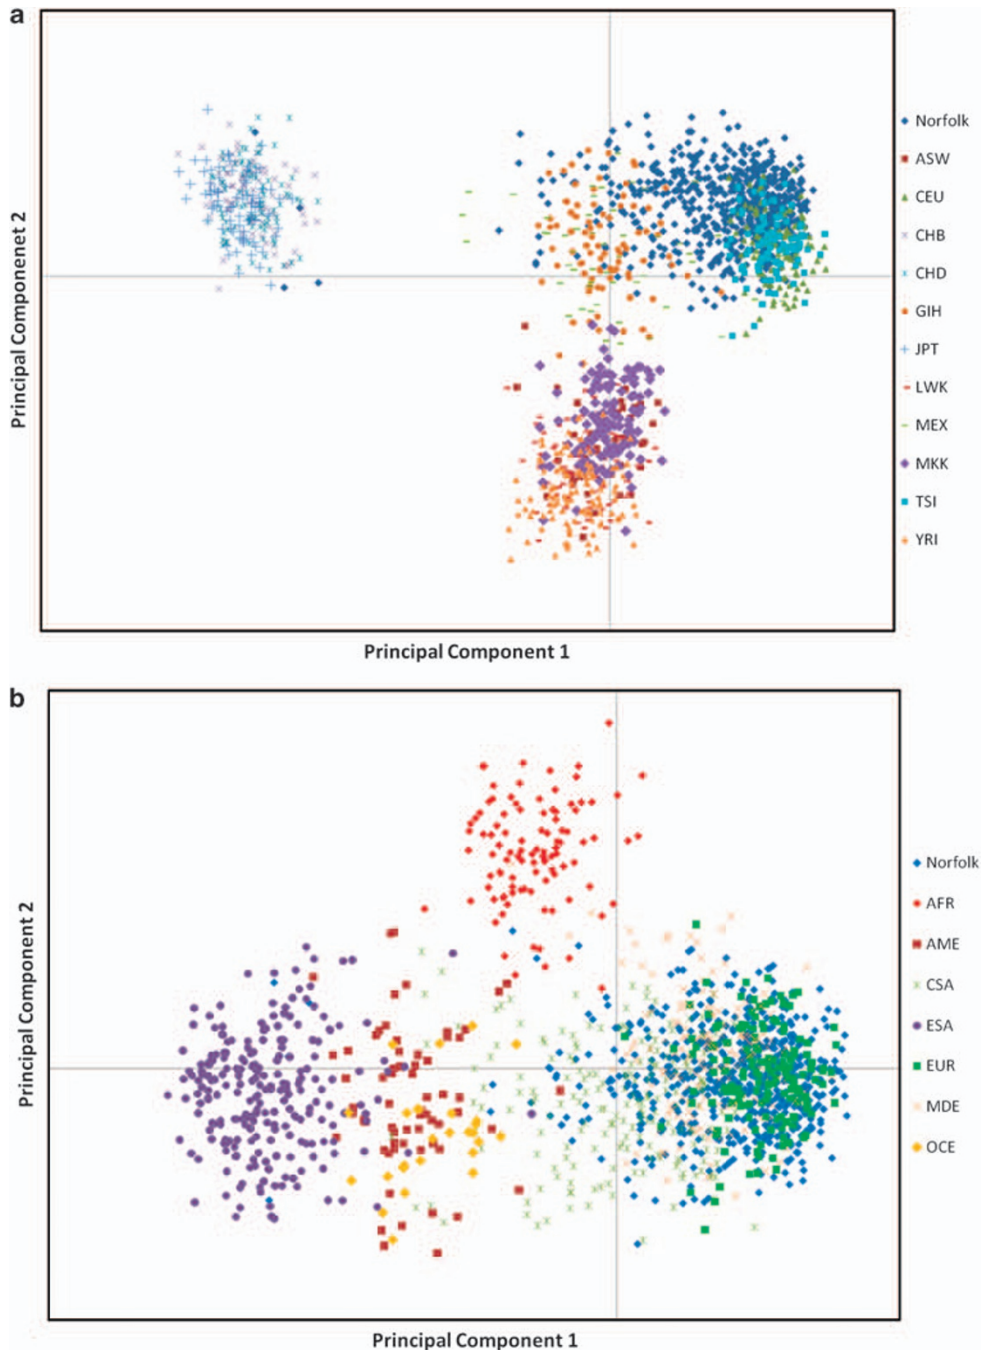 a
Principal Componenet 2
Norfolk
ASW
CEU
CHB
CHD
GIH
JPT
LWK
MEX
MKK
TSI
YRI
Principal Component 1
b
Principal Component 2
Norfolk
AFR
AME
CSA
ESA
EUR
MDE
OCE
Principal Component 1